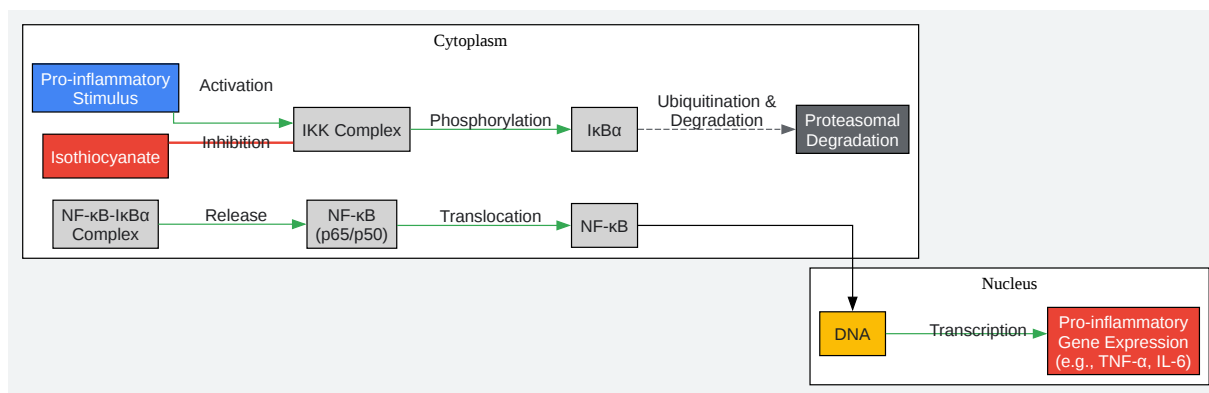 Cytoplasm
Pro-inflammatory
Stimulus
Activation
Isothiocyanate
Inhibition
IKK Complex
Phosphorylation
IκBα
Ubiquitination &
Degradation
Proteasomal
Degradation
NF-κB-IκBα
Complex
Release
NF-κB
(p65/p50)
Translocation
NF-κB
Nucleus
DNA
Transcription
Pro-inflammatory
Gene Expression
(e.g., TNF-α, IL-6)